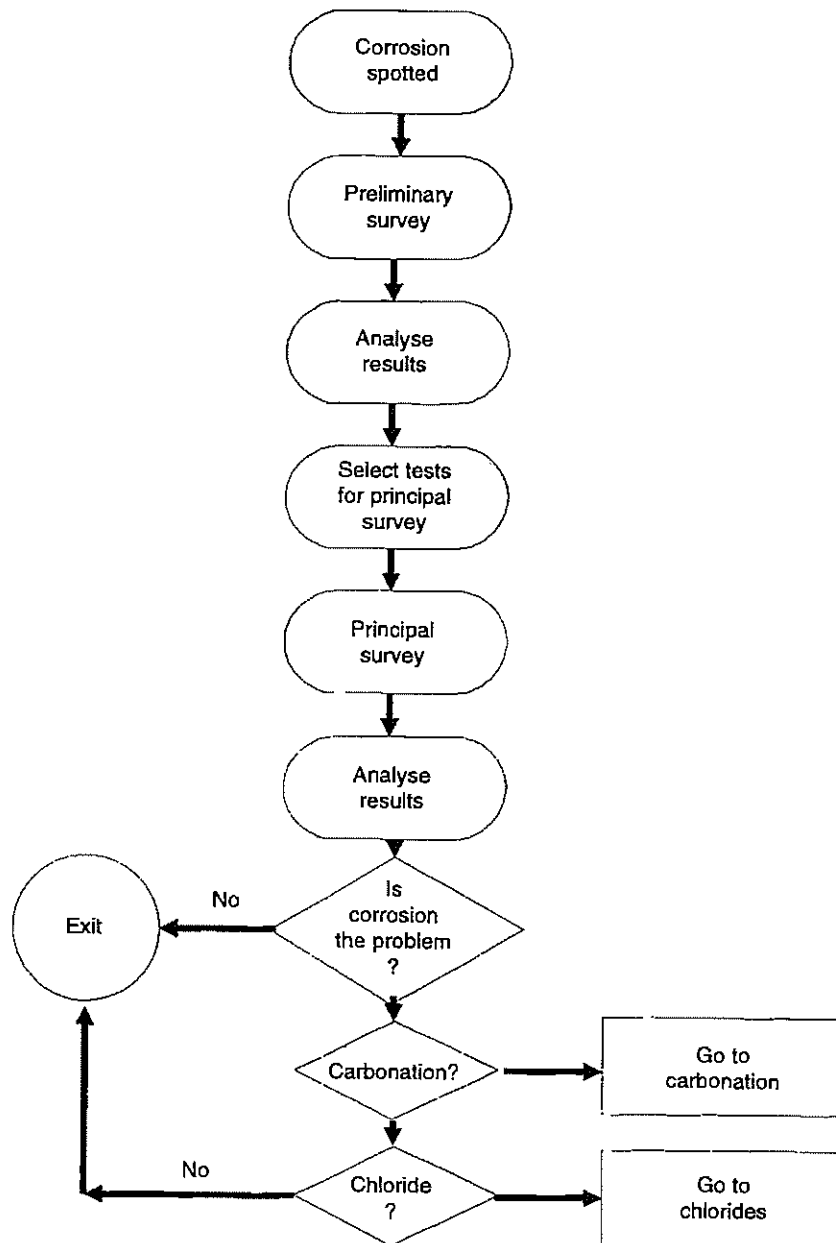 Corrosion
spotted
Preliminary
survey
Analyse
results
Select tests
for principal
survey
Principal
survey
Analyse
results
Is
corrosion
the problem
?
No
Exit
Carbonation?
Go to
carbonation
Chloride
?
No
Go to
chlorides